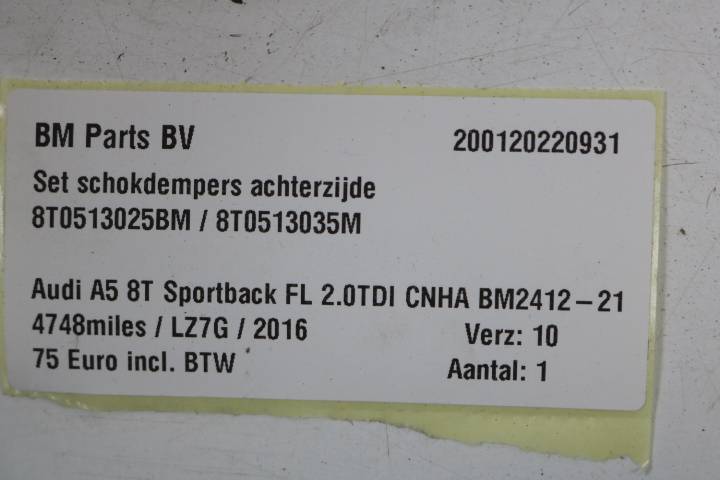 BM Parts BV 200120220931
Set schokdempers achterzijde
8T0513025BM / 8T0513035M
Audi A5 8T Sportback FL 2.0TDI CNHA BM2412-21
4748miles / LZ7G / 2016 Verz: 10
75 Euro incl. BTW Aantal: 1